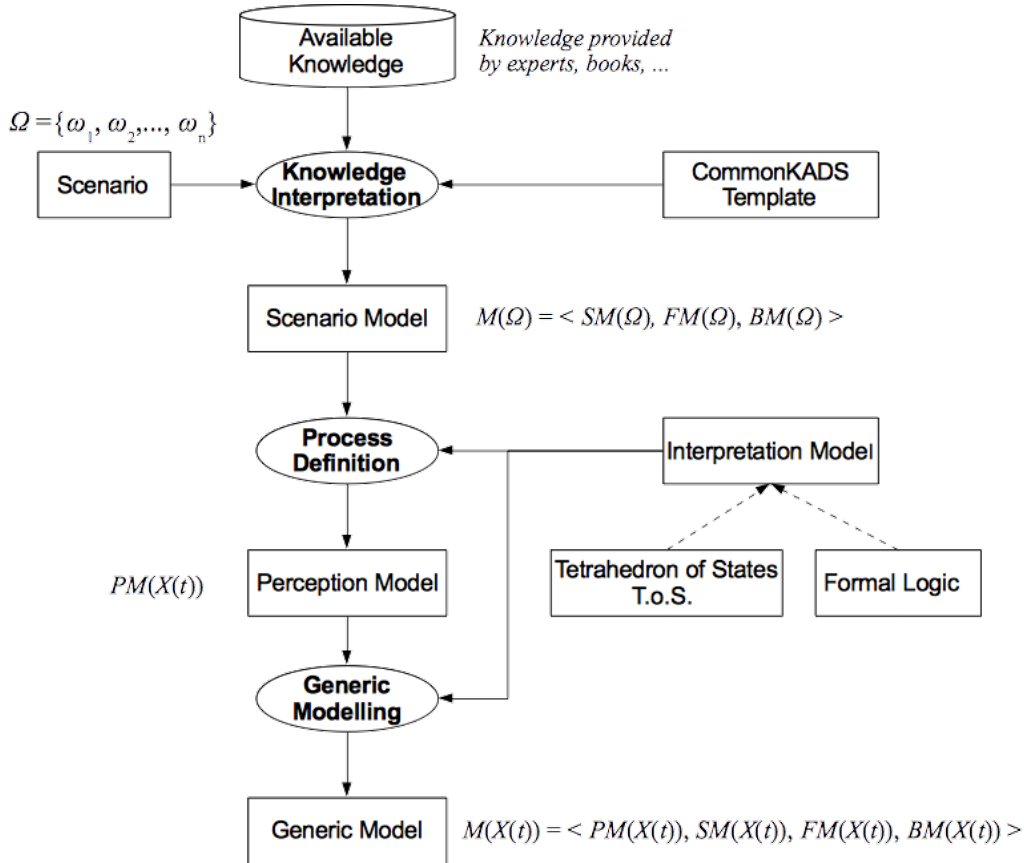 Available
Knowledge
Knowledge provided
by experts, books, ...
Ω = {ω₁, ω₂,..., ωₙ}
Scenario
Knowledge
Interpretation
CommonKADS
Template
Scenario Model
M(Ω) = < SM(Ω), FM(Ω), BM(Ω) >
Process
Definition
Interpretation Model
PM(X(t))
Perception Model
Tetrahedron of States
T.o.S.
Formal Logic
Generic
Modelling
Generic Model
M(X(t)) = < PM(X(t)), SM(X(t)), FM(X(t)), BM(X(t)) >